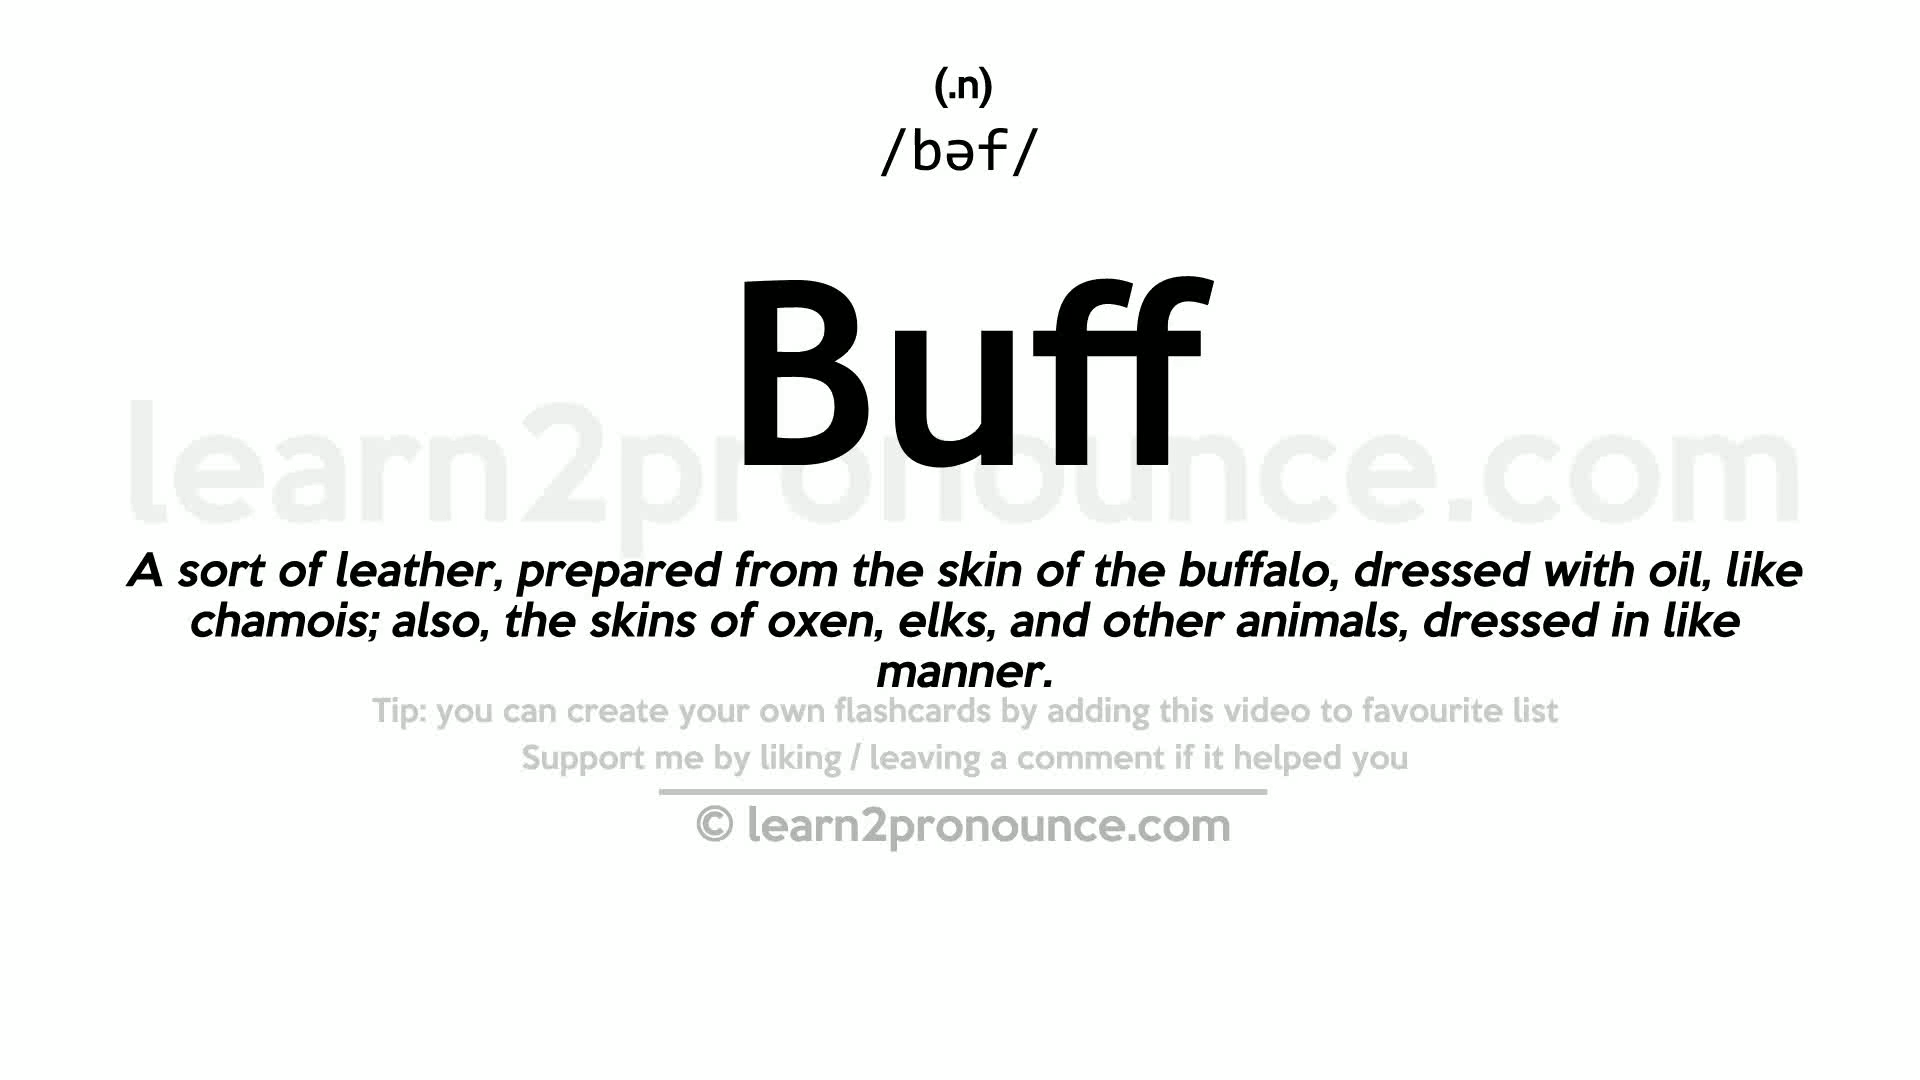 (.n)
/bəf/
Buff
learn2pronounce.com
A sort of leather, prepared from the skin of the buffalo, dressed with oil, like
chamois; also, the skins of oxen, elks, and other animals, dressed in like
manner.
Tip: you can create your own flashcards by adding this video to favourite list
Support me by liking / leaving a comment if it helped you
© learn2pronounce.com